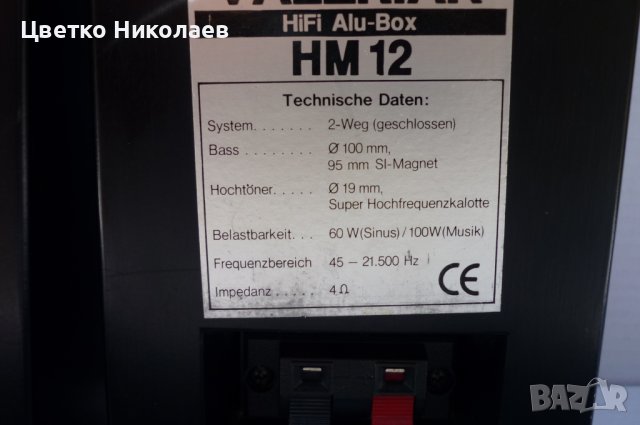 Цветко Николаев
HiFi Alu-Box
HM 12
Technische Daten:
System. . . . . . . 2-Weg (geschlossen)
Bass . . . . . . . . Ø 100 mm,
95 mm SI-Magnet
Hochtöner. . . . . Ø 19 mm,
Super Hochfrequenzkalotte
Belastbarkeit. . . 60 W(Sinus) / 100W(Musik)
Frequenzbereich 45 – 21.500 Hz
Impedanz . . . . . 4 Ω
CE
BAZAR